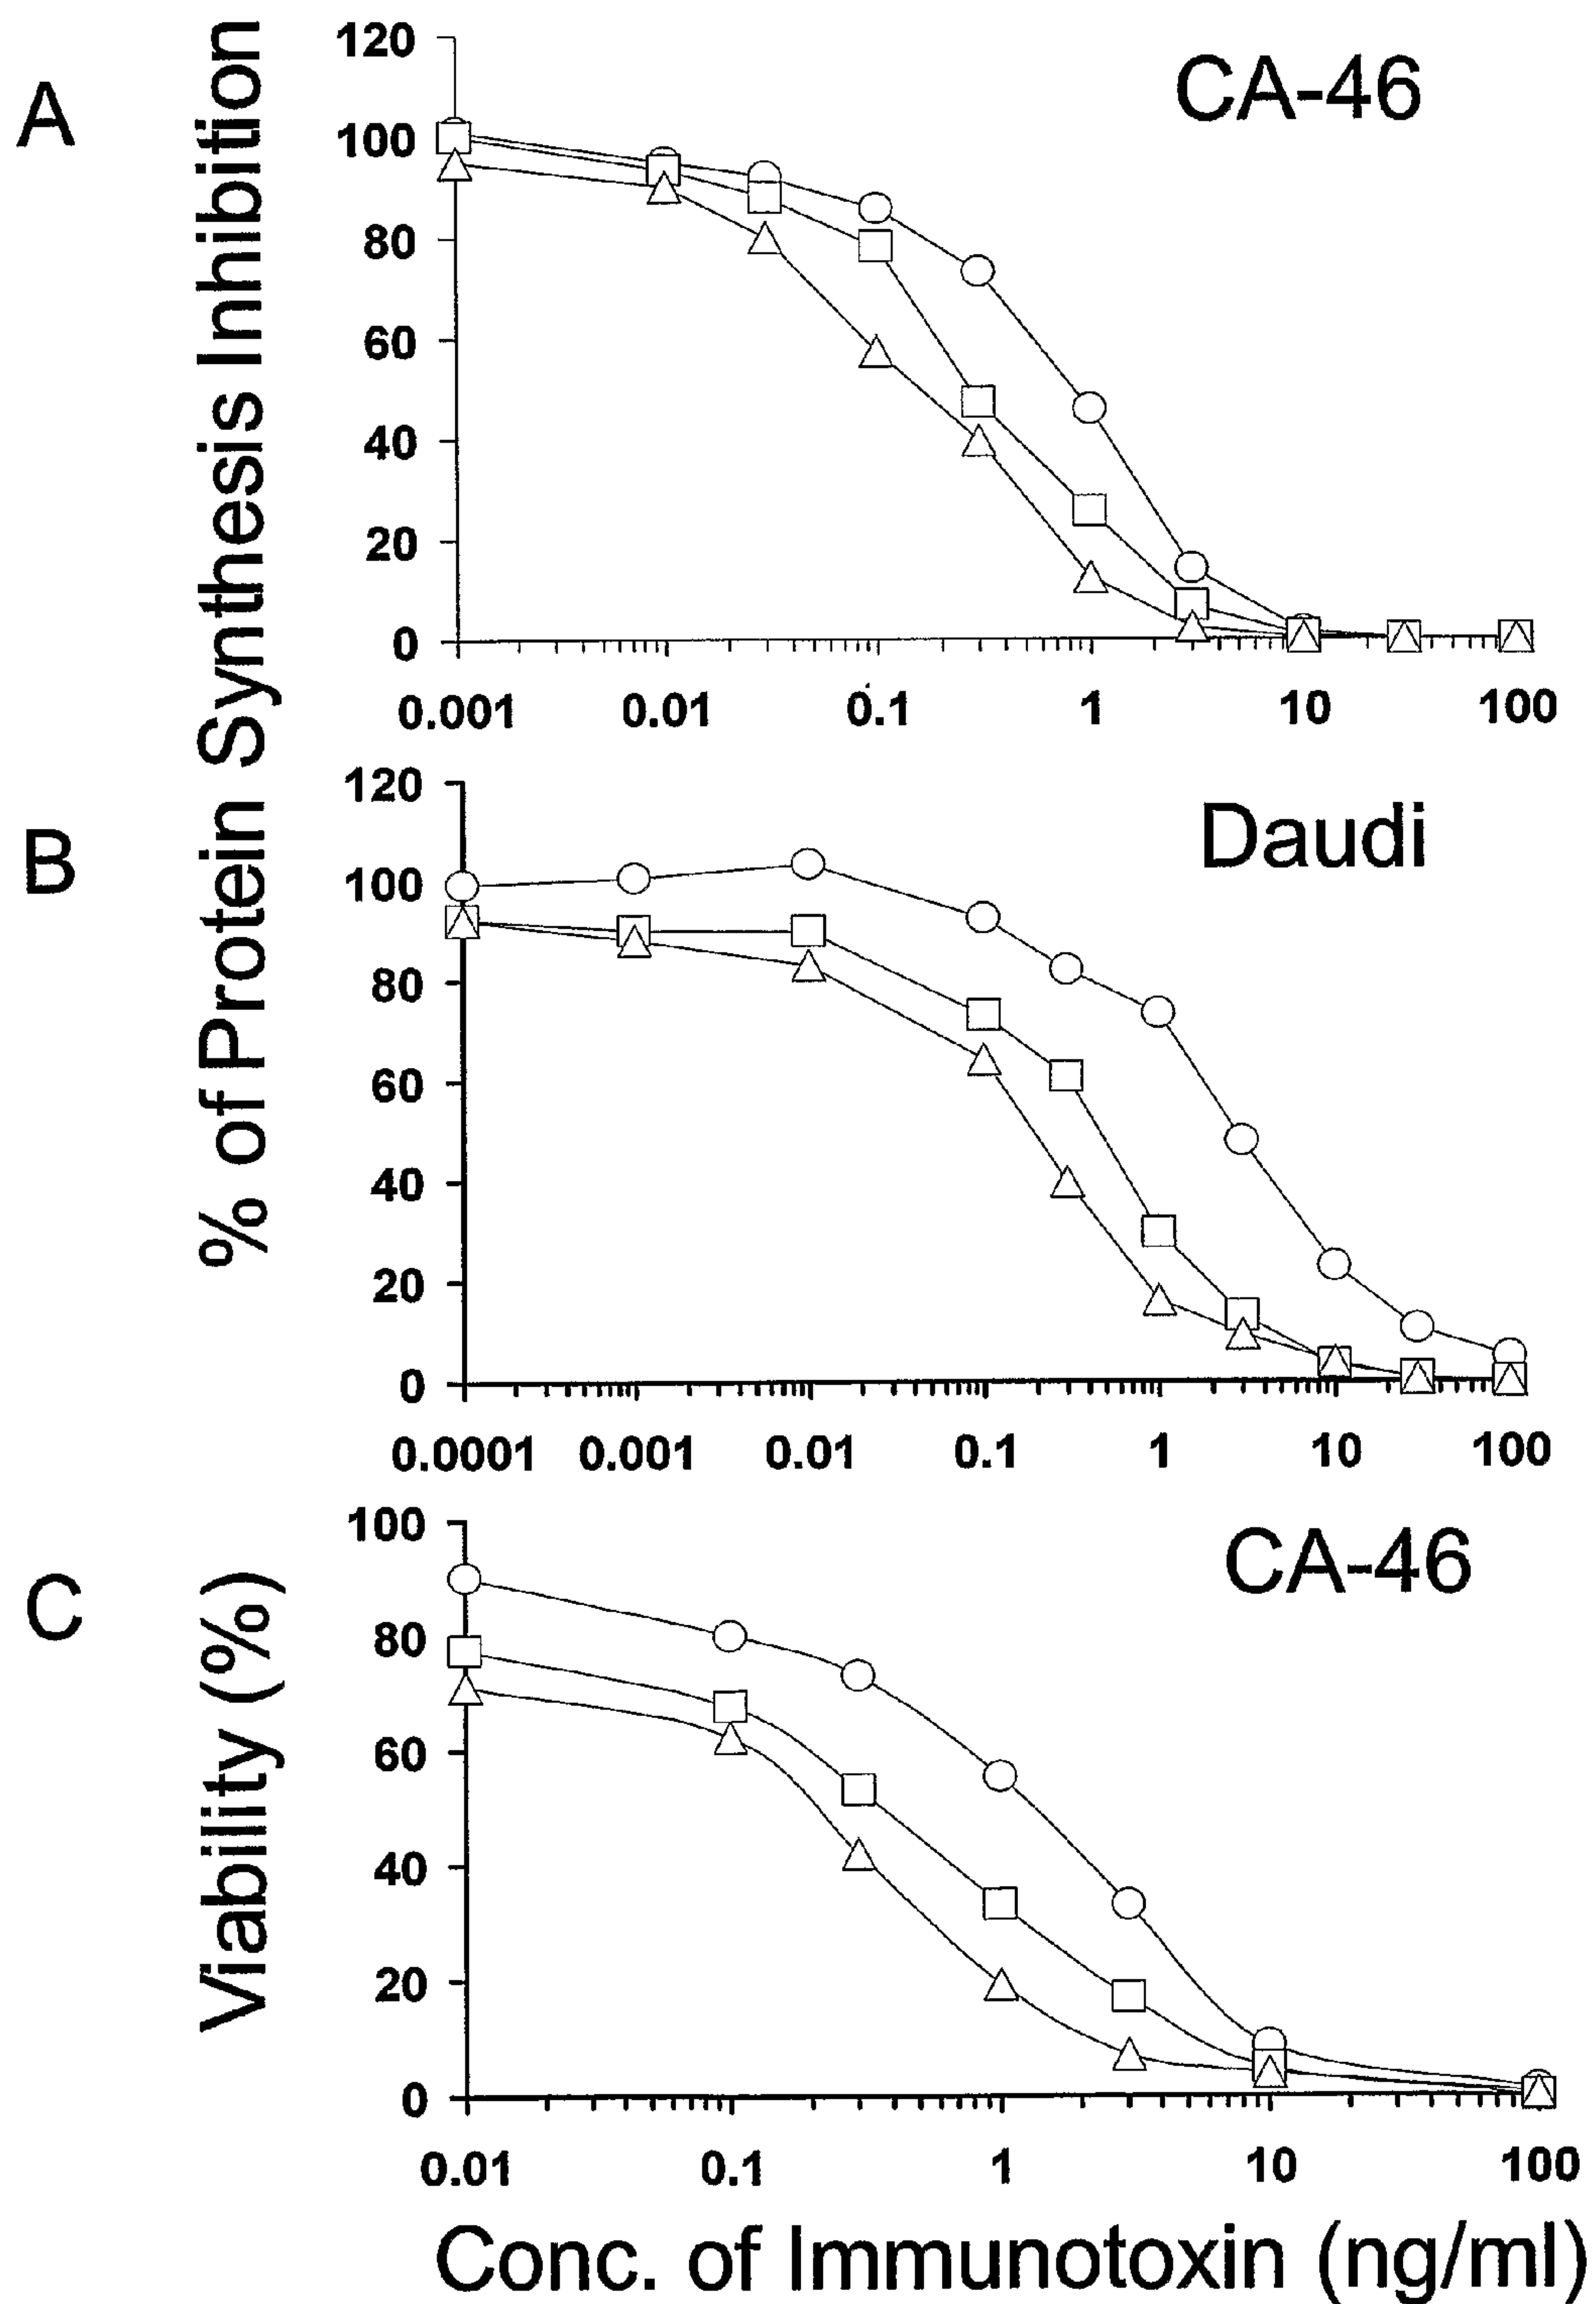 A
CA-46
% of Protein Synthesis Inhibition
120
100
80
60
40
20
0
0.001 0.01 0.1 1 10 100
B
Daudi
120
100
80
60
40
20
0
0.0001 0.001 0.01 0.1 1 10 100
C
CA-46
Viability (%)
100
80
60
40
20
0
0.01 0.1 1 10 100
Conc. of Immunotoxin (ng/ml)